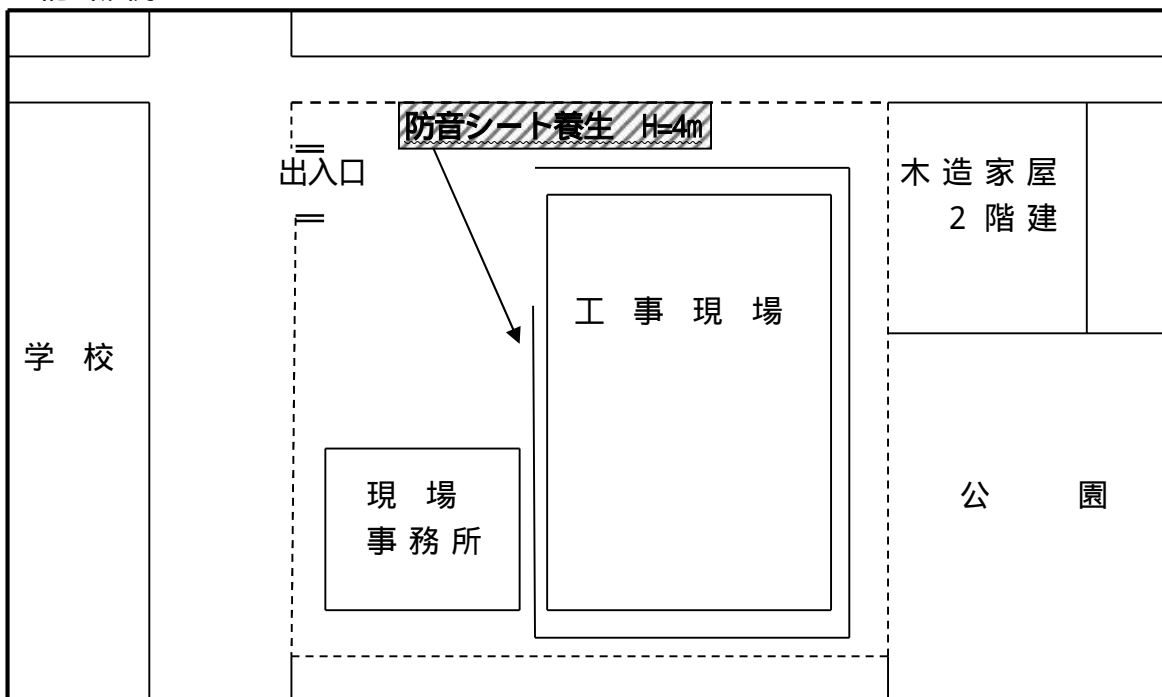 防音シート養生 H=4m
出入口
木造家屋
2階建
工事現場
学校
現場
事務所
公園